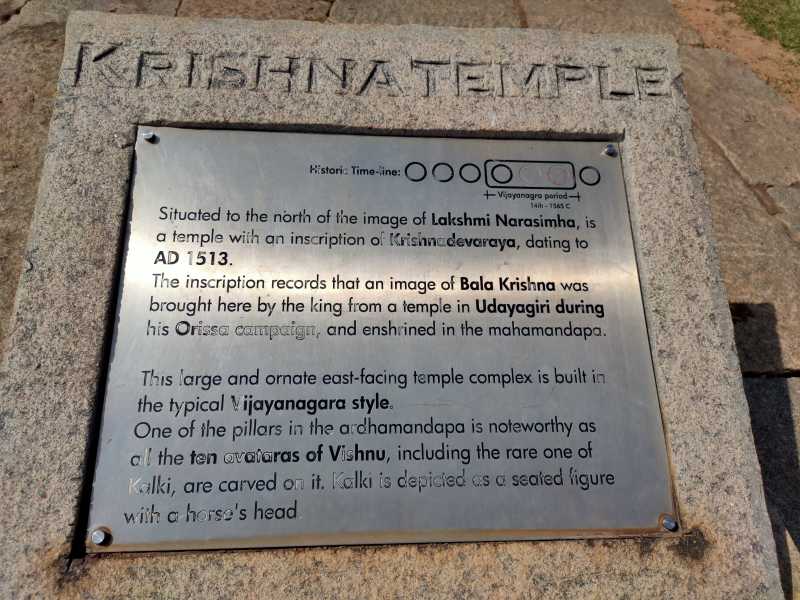 KRISHNA TEMPLE
Historic Time-line:
Vijayanagra period
14th - 1565 C
Situated to the north of the image of Lakshmi Narasimha, is
a temple with an inscription of Krishnadevaraya, dating to
AD 1513.
The inscription records that an image of Bala Krishna was
brought here by the king from a temple in Udayagiri during
his Orissa campaign, and enshrined in the mahamandapa.
This large and ornate east-facing temple complex is built in
the typical Vijayanagara style.
One of the pillars in the ardhamandapa is noteworthy as
all the ten avataras of Vishnu, including the rare one of
Kalki, are carved on it. Kalki is depicted as a seated figure
with a horse's head